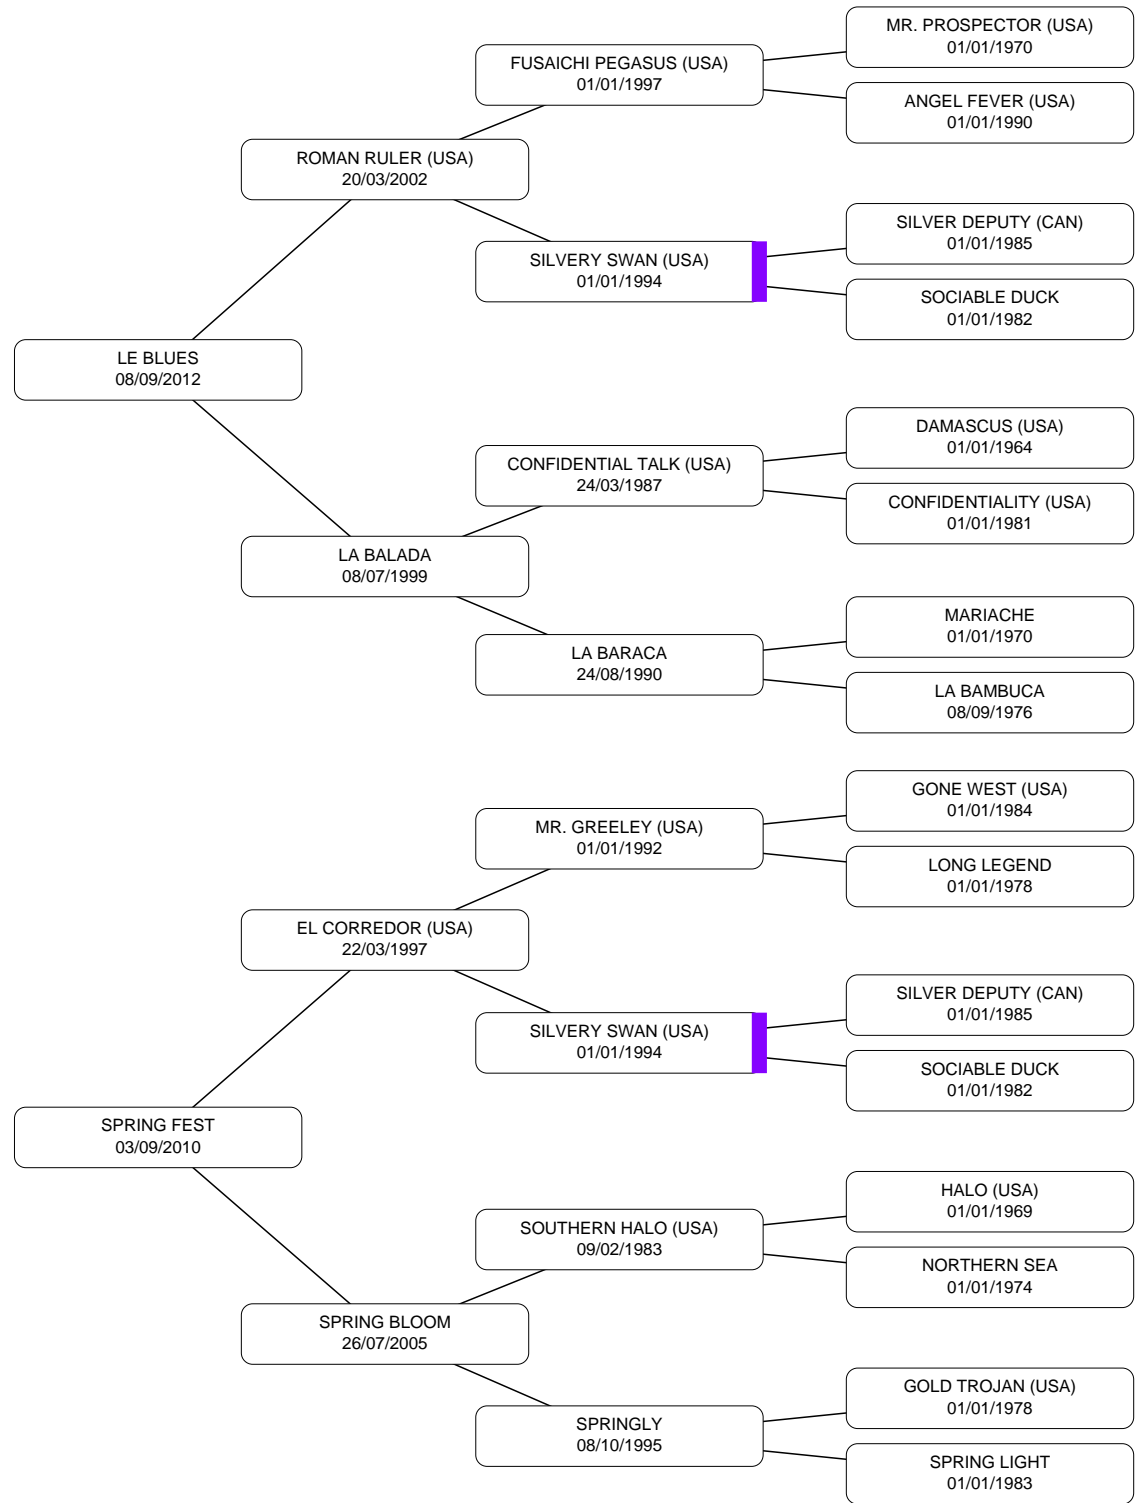 MR. PROSPECTOR (USA)
01/01/1970
FUSAICHI PEGASUS (USA)
01/01/1997
ANGEL FEVER (USA)
01/01/1990
ROMAN RULER (USA)
20/03/2002
SILVER DEPUTY (CAN)
01/01/1985
SILVERY SWAN (USA)
01/01/1994
SOCIABLE DUCK
01/01/1982
LE BLUES
08/09/2012
DAMASCUS (USA)
01/01/1964
CONFIDENTIAL TALK (USA)
24/03/1987
CONFIDENTIALITY (USA)
01/01/1981
LA BALADA
08/07/1999
MARIACHE
01/01/1970
LA BARACA
24/08/1990
LA BAMBUCA
08/09/1976
GONE WEST (USA)
01/01/1984
MR. GREELEY (USA)
01/01/1992
LONG LEGEND
01/01/1978
EL CORREDOR (USA)
22/03/1997
SILVER DEPUTY (CAN)
01/01/1985
SILVERY SWAN (USA)
01/01/1994
SOCIABLE DUCK
01/01/1982
SPRING FEST
03/09/2010
HALO (USA)
01/01/1969
SOUTHERN HALO (USA)
09/02/1983
NORTHERN SEA
01/01/1974
SPRING BLOOM
26/07/2005
GOLD TROJAN (USA)
01/01/1978
SPRINGLY
08/10/1995
SPRING LIGHT
01/01/1983